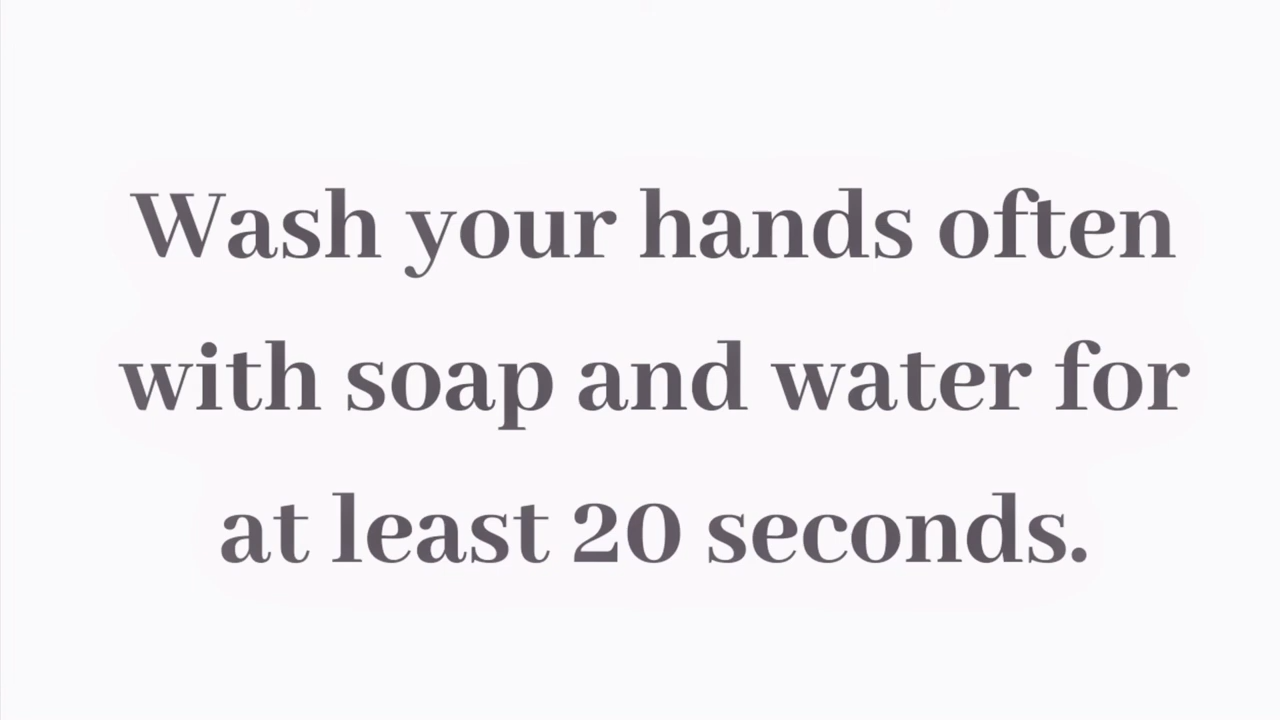 Wash your hands often
with soap and water for
at least 20 seconds.